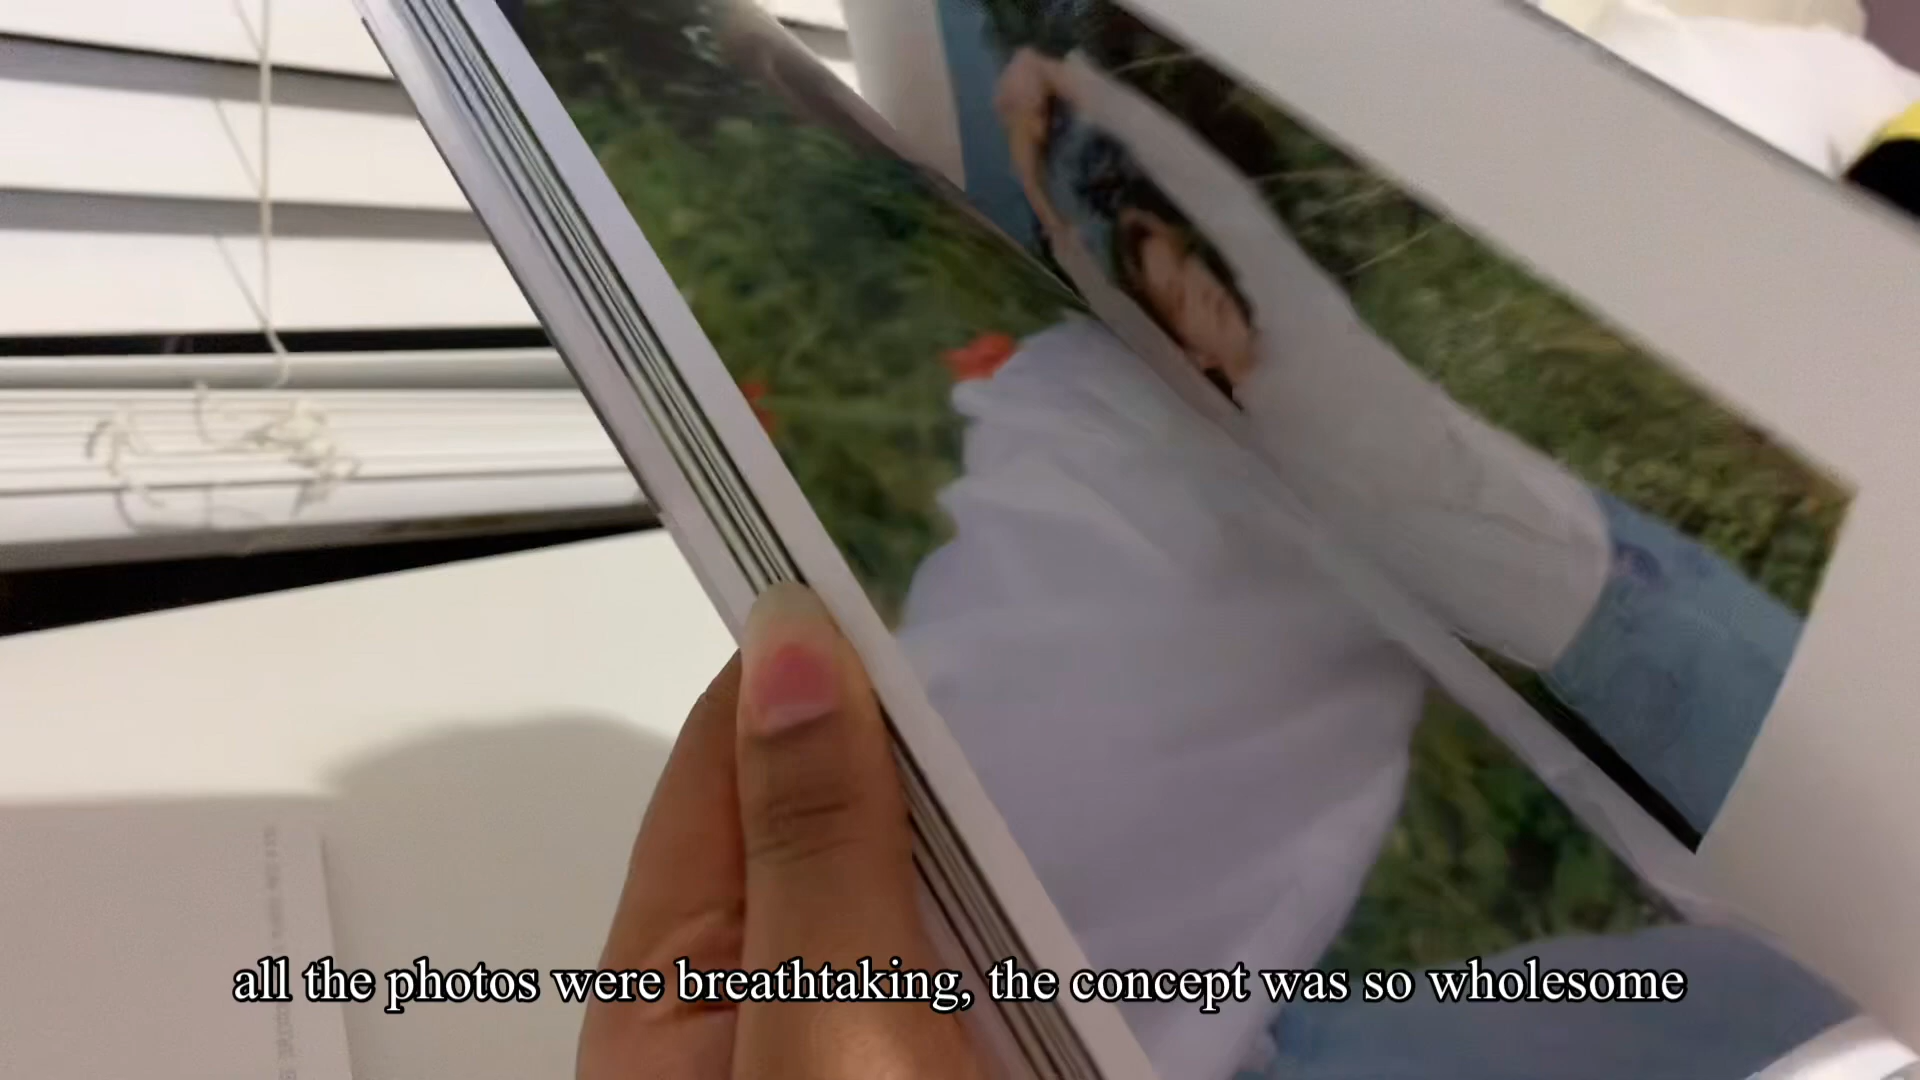 all the photos were breathtaking, the concept was so wholesome